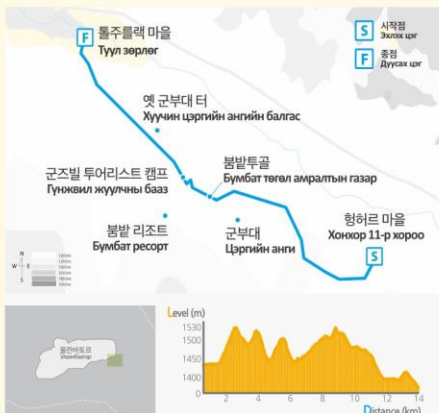 F
톨주를랙 마을
Туул зөрлөг
S
시작점
Эхлэх цэг
F
종점
Дуусах цэг
옛 군부대 터
Хуучин цэргийн ангийн балгас
군즈빌 투어리스트 캠프
Гунжвил жуулчны бааз
붐밭투골
Бумбат төгөл амралтын газар
붐밭 리조트
Бумбат ресорт
군부대
Цэргийн анги
헝허르 마을
Хонхор 11-р хороо
S
N
W E
S
울란바토르
Улаанбаатар
Level (m)
1530
1500
1450
1400
0
2 4 6 8 10 12 14
Distance (km)